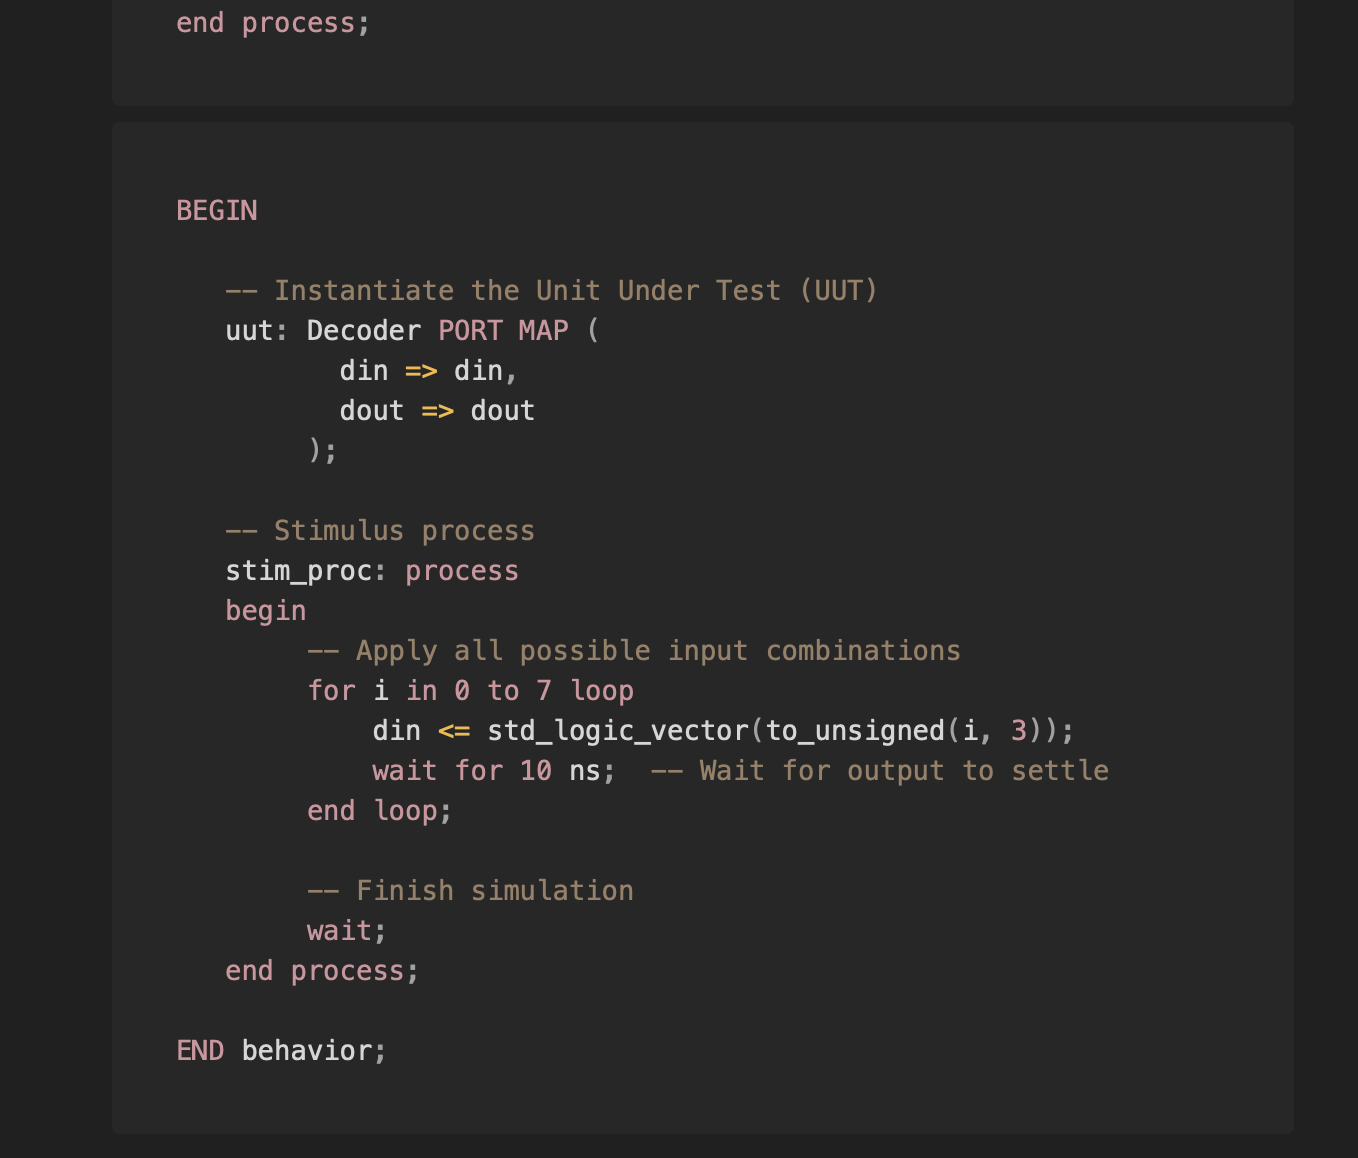 end process;
BEGIN
-- Instantiate the Unit Under Test (UUT)
uut: Decoder PORT MAP (
din => din,
dout => dout
);
-- Stimulus process
stim_proc: process
begin
-- Apply all possible input combinations
for i in 0 to 7 loop
din <= std_logic_vector(to_unsigned(i, 3));
wait for 10 ns;  -- Wait for output to settle
end loop;
-- Finish simulation
wait;
end process;
END behavior;